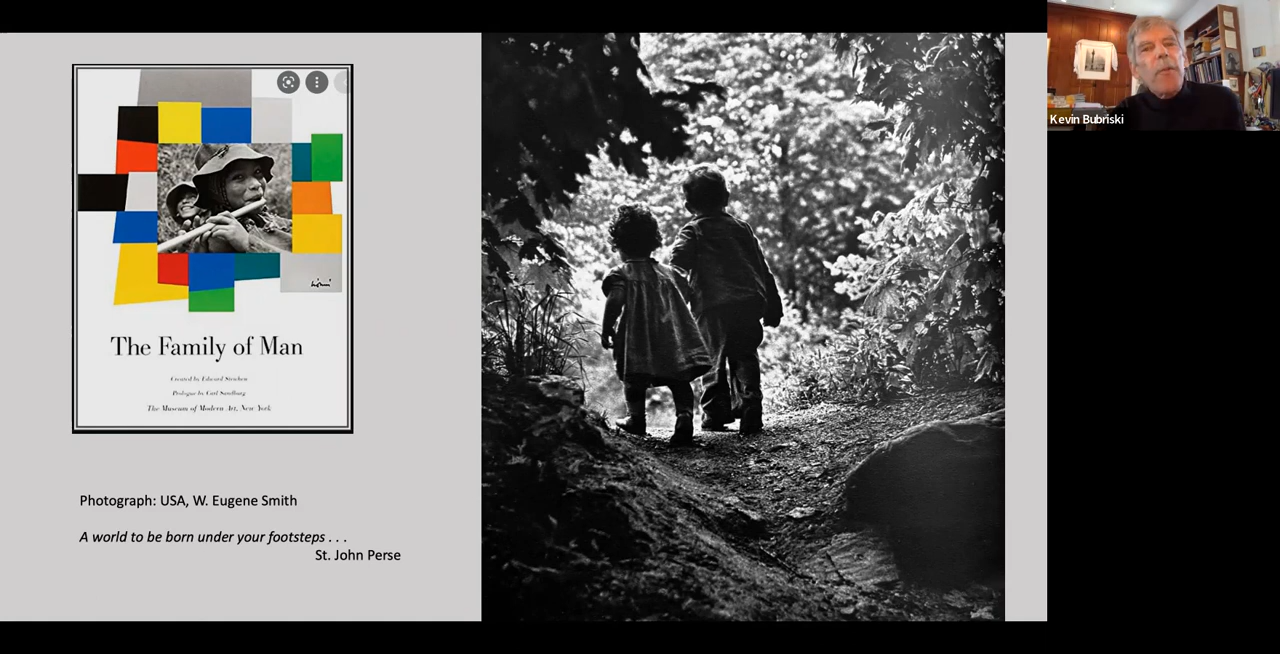 The Family of Man
Created by Edward Steichen
Prologue by Carl Sandburg
The Museum of Modern Art, New York
Photograph: USA, W. Eugene Smith
A world to be born under your footsteps . . .
St. John Perse
Kevin Bubriski